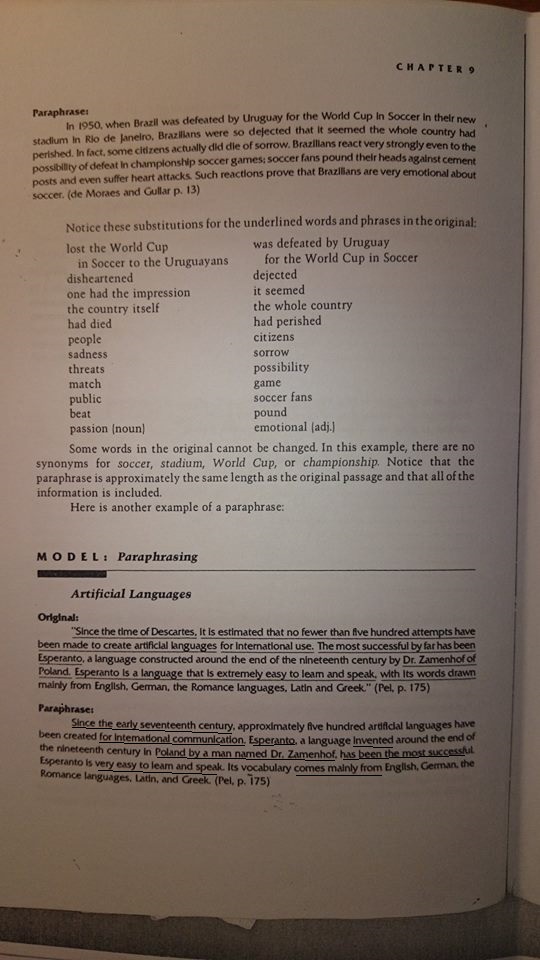 CHAPTER 9
Paraphrase:
In 1950, when Brazil was defeated by Uruguay for the World Cup in Soccer in their new
stadium in Rio de Janeiro, Brazilians were so dejected that it seemed the whole country had
perished. In fact, some citizens actually did die of sorrow. Brazilians react very strongly even to the
possibility of defeat in championship soccer games; soccer fans pound their heads against cement
posts and even suffer heart attacks. Such reactions prove that Brazilians are very emotional about
soccer. (de Moraes and Gullar p. 13)
Notice these substitutions for the underlined words and phrases in the original:
lost the World Cup was defeated by Uruguay
in Soccer to the Uruguayans for the World Cup in Soccer
disheartened dejected
one had the impression it seemed
the country itself the whole country
had died had perished
people citizens
sadness sorrow
threats possibility
match game
public soccer fans
beat pound
passion (noun) emotional (adj.)
Some words in the original cannot be changed. In this example, there are no
synonyms for soccer, stadium, World Cup, or championship. Notice that the
paraphrase is approximately the same length as the original passage and that all of the
information is included.
Here is another example of a paraphrase:
MODEL: Paraphrasing
Artificial Languages
Original:
"Since the time of Descartes, it is estimated that no fewer than five hundred attempts have
been made to create artificial languages for international use. The most successful by far has been
Esperanto, a language constructed around the end of the nineteenth century by Dr. Zamenhof of
Poland. Esperanto is a language that is extremely easy to learn and speak, with its words drawn
mainly from English, German, the Romance languages, Latin and Greek." (Pei, p. 175)
Paraphrase:
Since the early seventeenth century, approximately five hundred artificial languages have
been created for international communication. Esperanto, a language invented around the end of
the nineteenth century in Poland by a man named Dr. Zamenhof, has been the most successful.
Esperanto is very easy to learn and speak. Its vocabulary comes mainly from English, German, the
Romance languages, Latin, and Greek. (Pei, p. 175)